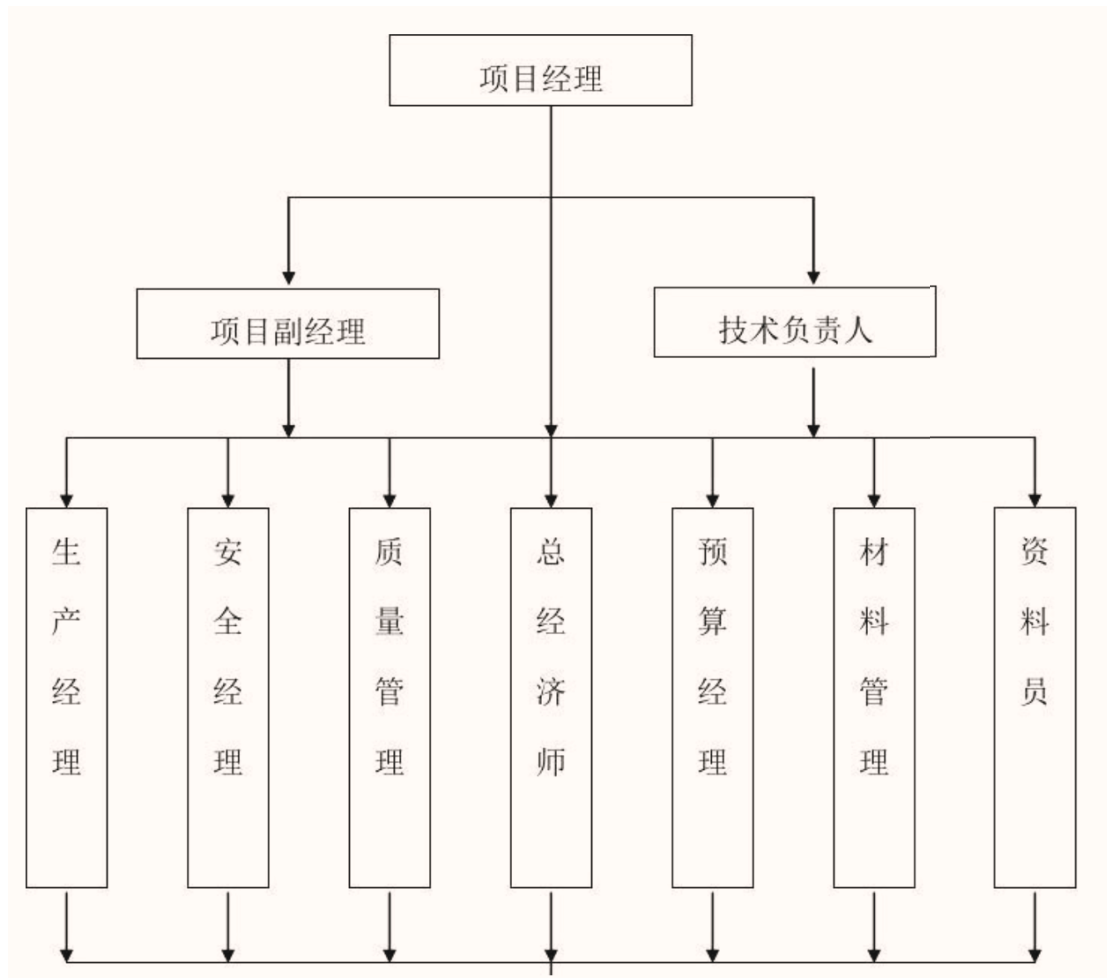 项目经理
项目副经理
技术负责人
生产经理
安全经理
质量管理
总经济师
预算经理
材料管理
资料员